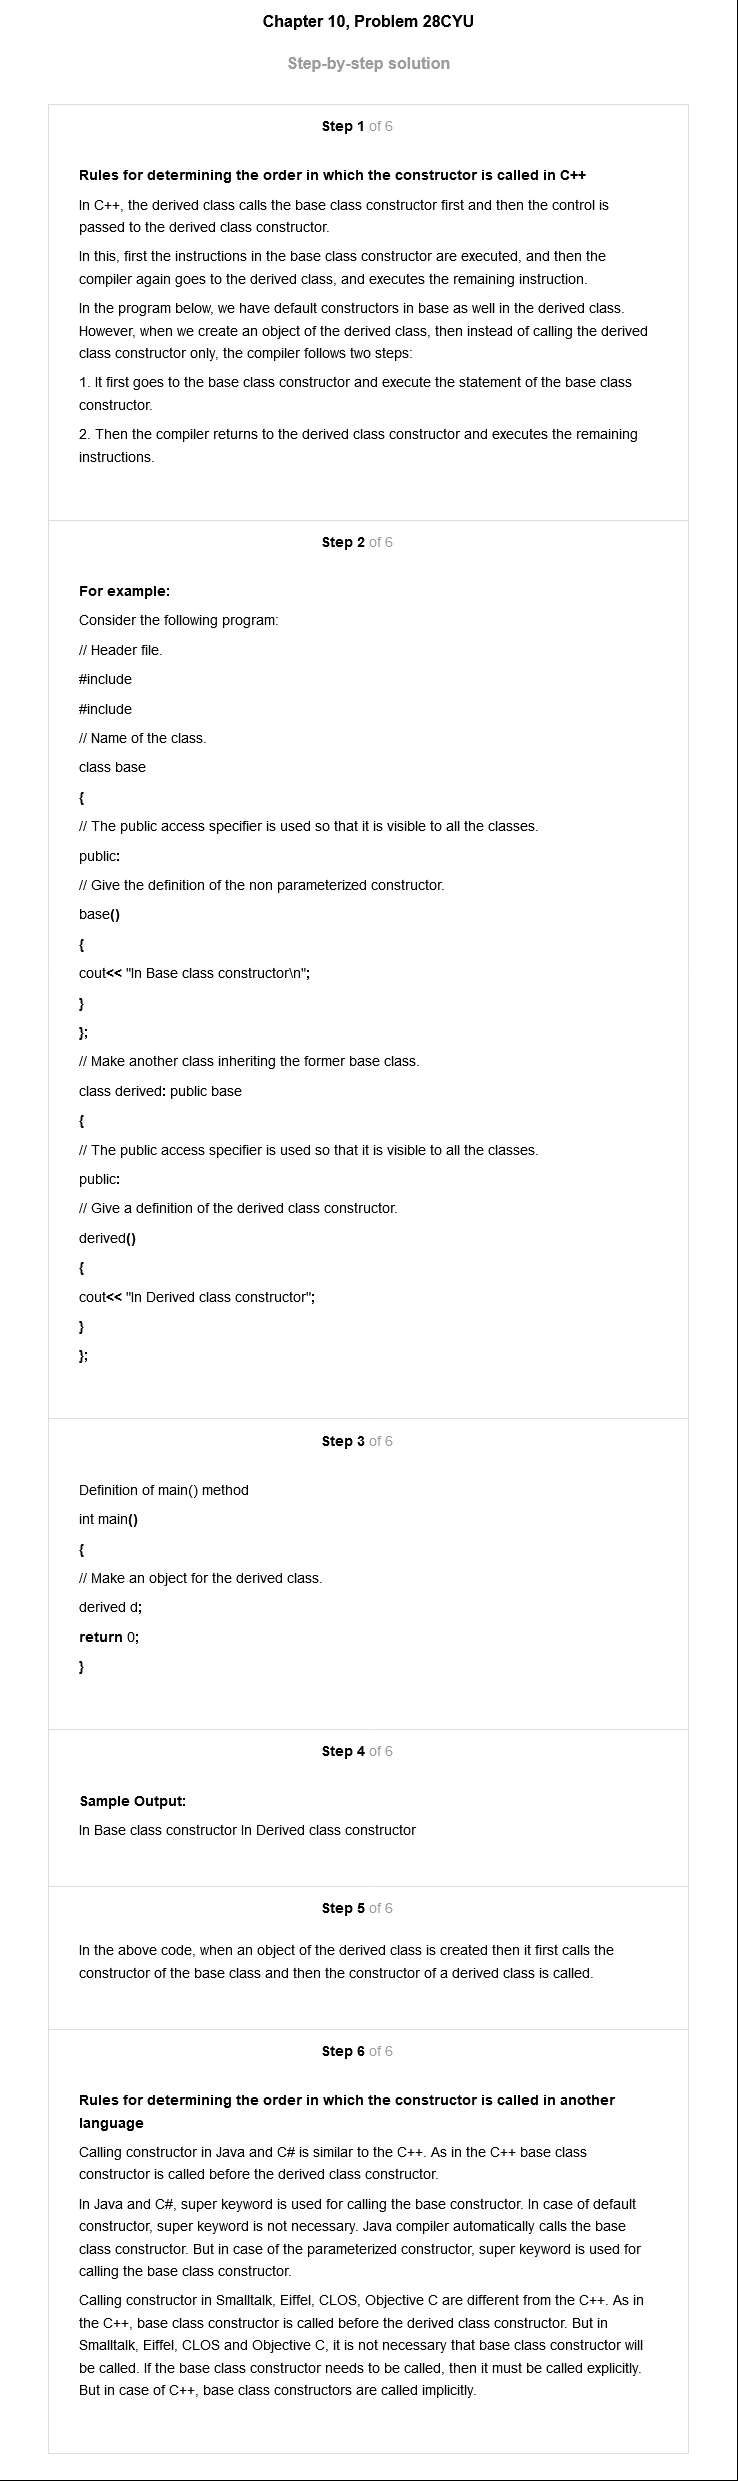 Chapter 10, Problem 28CYU
Step-by-step solution
Step 1 of 6
Rules for determining the order in which the constructor is called in C++
In C++, the derived class calls the base class constructor first and then the control is
passed to the derived class constructor.
In this, first the instructions in the base class constructor are executed, and then the
compiler again goes to the derived class, and executes the remaining instruction.
In the program below, we have default constructors in base as well in the derived class.
However, when we create an object of the derived class, then instead of calling the derived
class constructor only, the compiler follows two steps:
1. It first goes to the base class constructor and execute the statement of the base class
constructor.
2. Then the compiler returns to the derived class constructor and executes the remaining
instructions.
Step 2 of 6
For example:
Consider the following program:
// Header file.
#include
#include
// Name of the class.
class base
{
// The public access specifier is used so that it is visible to all the classes.
public:
// Give the definition of the non parameterized constructor.
base()
{
cout<< "In Base class constructor\n";
}
};
// Make another class inheriting the former base class.
class derived: public base
{
// The public access specifier is used so that it is visible to all the classes.
public:
// Give a definition of the derived class constructor.
derived()
{
cout<< "In Derived class constructor";
}
};
Step 3 of 6
Definition of main() method
int main()
{
// Make an object for the derived class.
derived d;
return 0;
}
Step 4 of 6
Sample Output:
In Base class constructor In Derived class constructor
Step 5 of 6
In the above code, when an object of the derived class is created then it first calls the
constructor of the base class and then the constructor of a derived class is called.
Step 6 of 6
Rules for determining the order in which the constructor is called in another
language
Calling constructor in Java and C# is similar to the C++. As in the C++ base class
constructor is called before the derived class constructor.
In Java and C#, super keyword is used for calling the base constructor. In case of default
constructor, super keyword is not necessary. Java compiler automatically calls the base
class constructor. But in case of the parameterized constructor, super keyword is used for
calling the base class constructor.
Calling constructor in Smalltalk, Eiffel, CLOS, Objective C are different from the C++. As in
the C++, base class constructor is called before the derived class constructor. But in
Smalltalk, Eiffel, CLOS and Objective C, it is not necessary that base class constructor will
be called. If the base class constructor needs to be called, then it must be called explicitly.
But in case of C++, base class constructors are called implicitly.